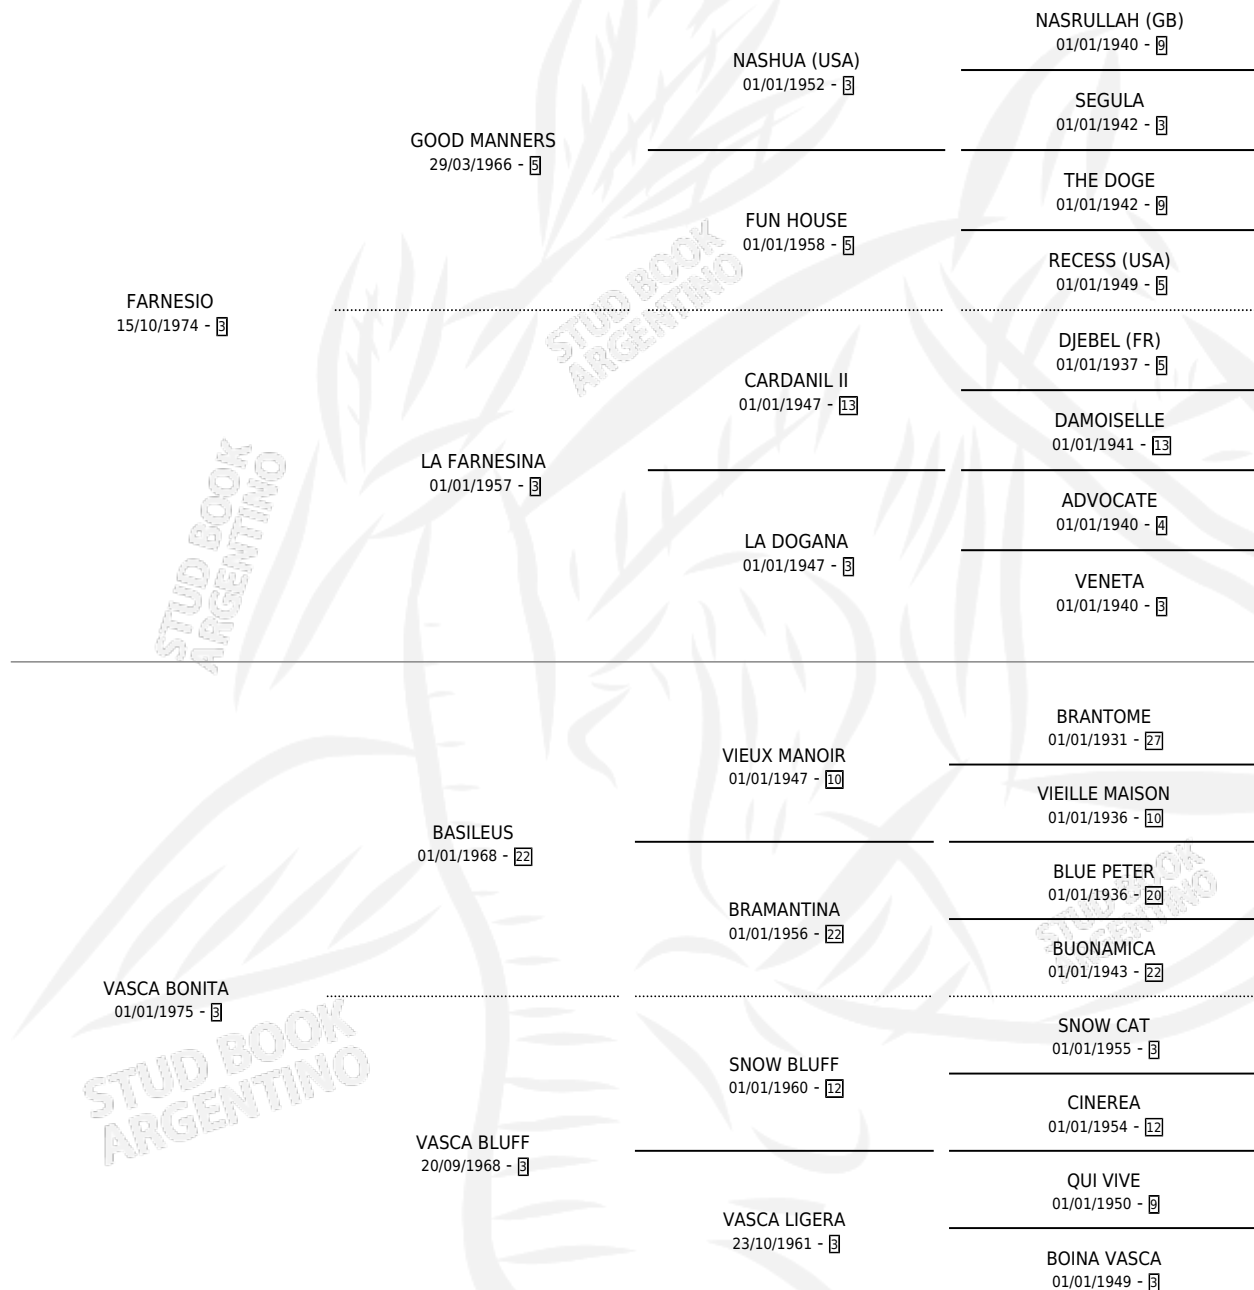 NASRULLAH (GB)
01/01/1940 - 9
NASHUA (USA)
01/01/1952 - 3
SEGULA
01/01/1942 - 3
GOOD MANNERS
29/03/1966 - 5
THE DOGE
01/01/1942 - 9
FUN HOUSE
01/01/1958 - 5
RECESS (USA)
01/01/1949 - 5
FARNESIO
15/10/1974 - 3
DJEBEL (FR)
01/01/1937 - 5
CARDANIL II
01/01/1947 - 13
DAMOISELLE
01/01/1941 - 13
LA FARNESINA
01/01/1957 - 3
ADVOCATE
01/01/1940 - 4
LA DOGANA
01/01/1947 - 3
VENETA
01/01/1940 - 3
BRANTOME
01/01/1931 - 27
VIEUX MANOIR
01/01/1947 - 10
VIEILLE MAISON
01/01/1936 - 10
BASILEUS
01/01/1968 - 22
BLUE PETER
01/01/1936 - 20
BRAMANTINA
01/01/1956 - 22
BUONAMICA
01/01/1943 - 22
VASCA BONITA
01/01/1975 - 3
SNOW CAT
01/01/1955 - 3
SNOW BLUFF
01/01/1960 - 12
CINEREA
01/01/1954 - 12
VASCA BLUFF
20/09/1968 - 3
QUI VIVE
01/01/1950 - 9
VASCA LIGERA
23/10/1961 - 3
BOINA VASCA
01/01/1949 - 3
STUD BOOK
ARGENTINO
STUD BOOK
ARGENTINO
STUD BOOK
ARGENTINO
STUD BOOK
ARGENTINO